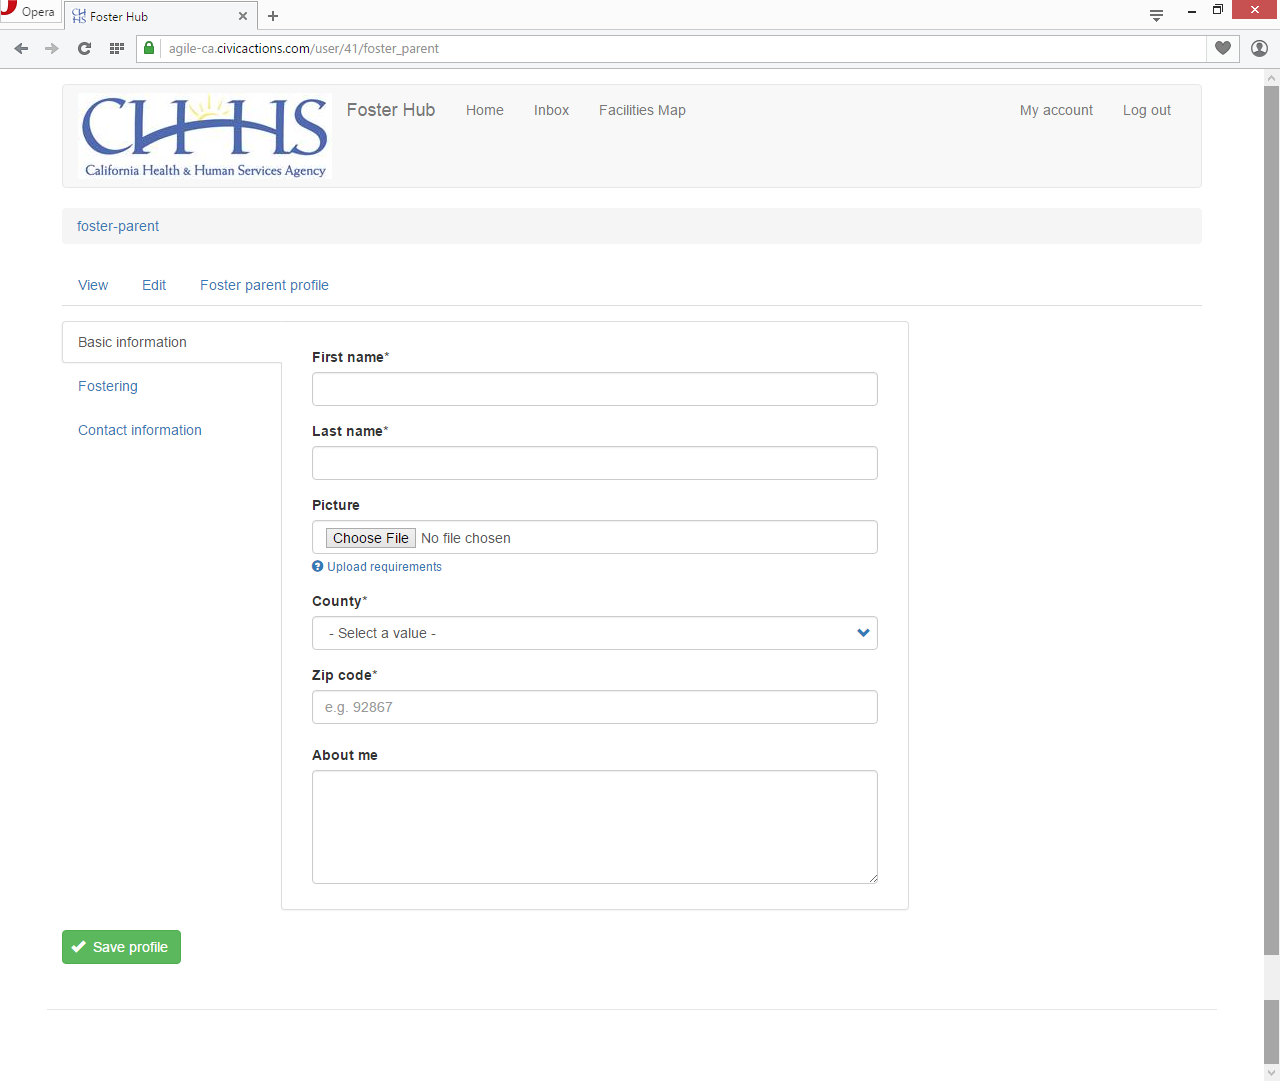 Opera
Foster Hub
agile-ca.civicactions.com/user/41/foster_parent
CHHS
California Health & Human Services Agency
Foster Hub Home Inbox Facilities Map My account Log out
foster-parent
View Edit Foster parent profile
Basic information
Fostering
Contact information
First name*
Last name*
Picture
Choose File No file chosen
Upload requirements
County*
- Select a value -
Zip code*
e.g. 92867
About me
Save profile